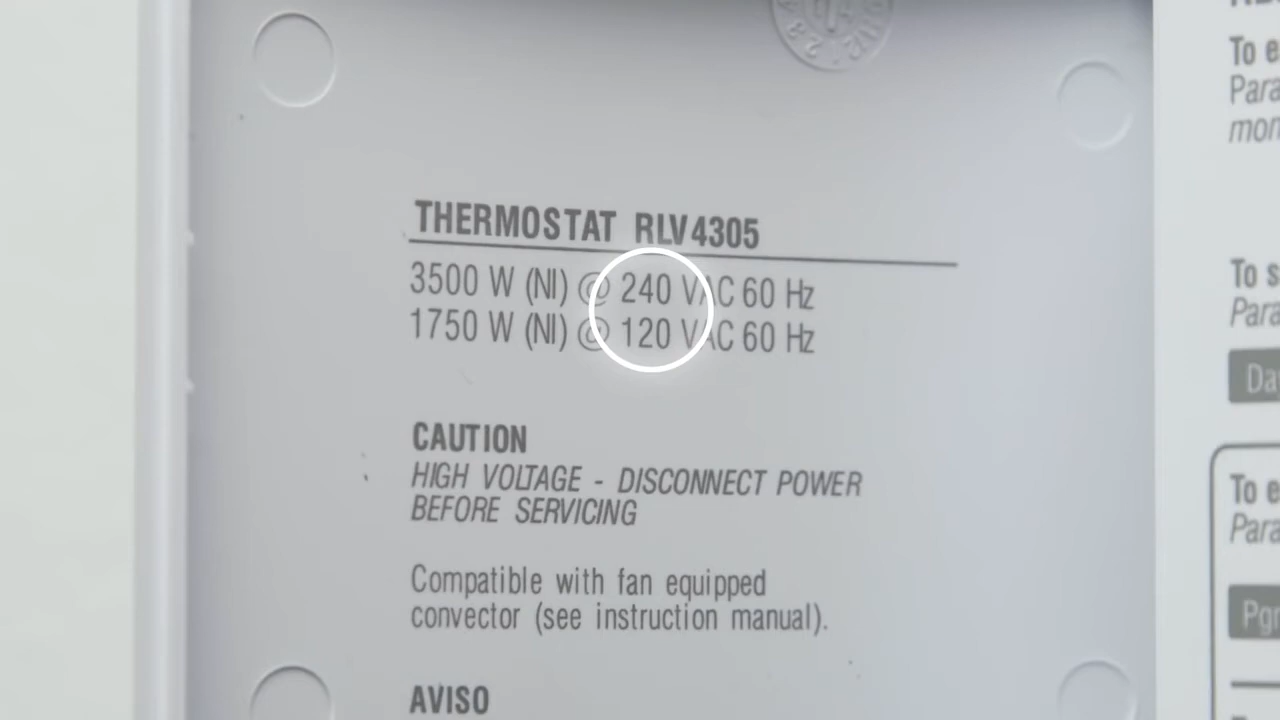 THERMOSTAT RLV4305
3500 W (NI) @ 240 VAC 60 Hz
1750 W (NI) @ 120 VAC 60 Hz
CAUTION
HIGH VOLTAGE - DISCONNECT POWER
BEFORE SERVICING
Compatible with fan equipped
convector (see instruction manual).
AVISO
To e
Para
mon
To s
Para
Da
To e
Para
Pgr